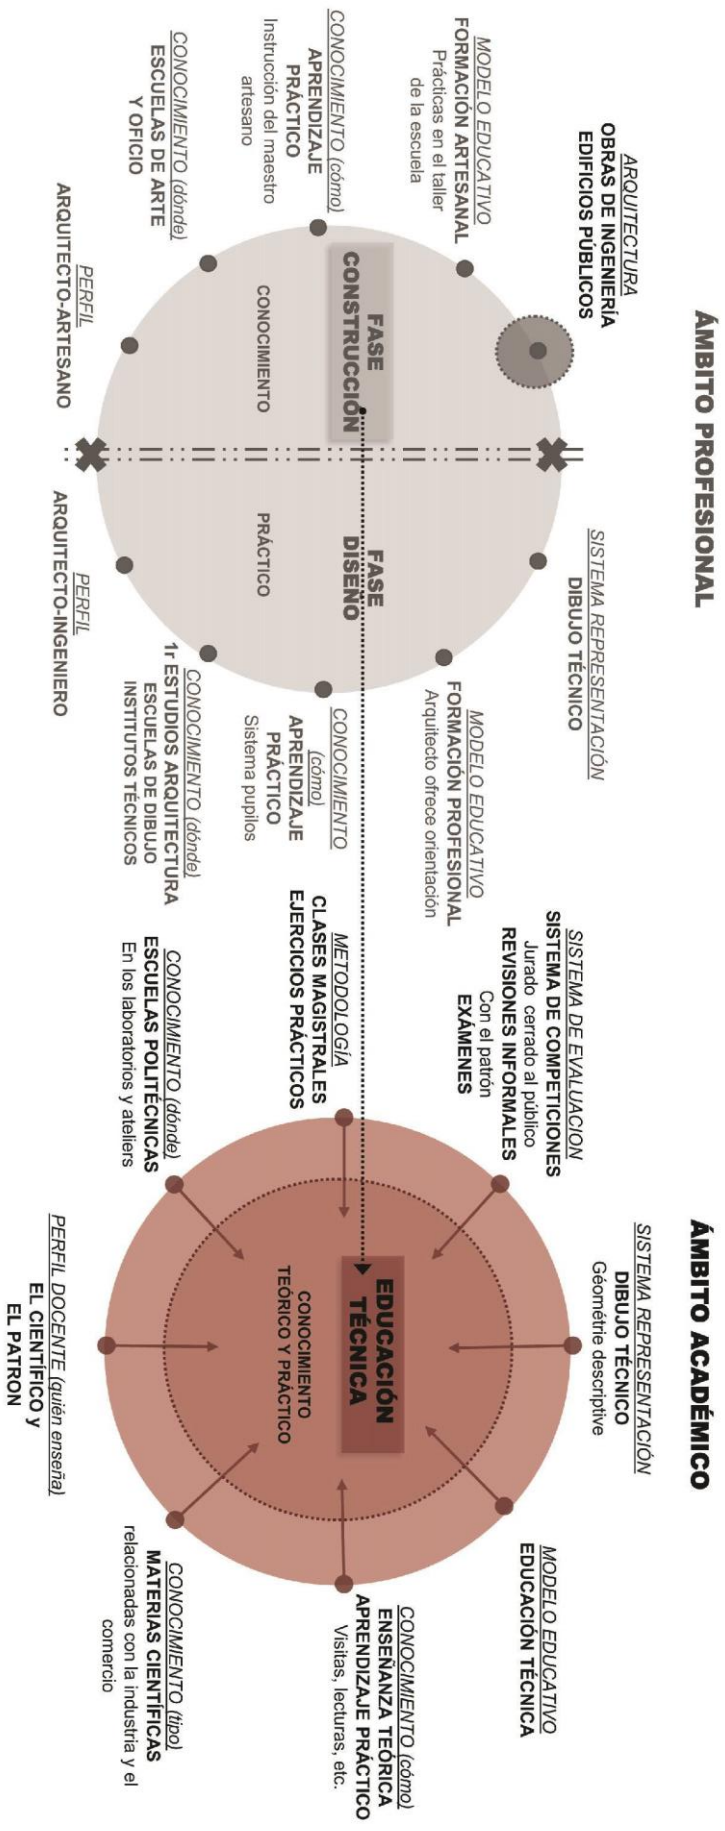 ÁMBITO PROFESIONAL
ARQUITECTURA
OBRAS DE INGENIERÍA
EDIFICIOS PÚBLICOS
MODELO EDUCATIVO
FORMACIÓN ARTESANAL
Prácticas en el taller
de la escuela
CONOCIMIENTO (cómo)
APRENDIZAJE
PRÁCTICO
Instrucción del maestro
artesano
CONOCIMIENTO (dónde)
ESCUELAS DE ARTE
Y OFICIO
PERFIL
ARQUITECTO-ARTESANO
FASE
CONSTRUCCIÓN
CONOCIMIENTO
FASE
DISEÑO
PRÁCTICO
SISTEMA REPRESENTACIÓN
DIBUJO TÉCNICO
MODELO EDUCATIVO
FORMACIÓN PROFESIONAL
Arquitecto ofrece orientación
CONOCIMIENTO
(cómo)
APRENDIZAJE
PRÁCTICO
Sistema pupilos
CONOCIMIENTO (dónde)
1r ESTUDIOS ARQUITECTURA
ESCUELAS DE DIBUJO
INSTITUTOS TÉCNICOS
PERFIL
ARQUITECTO-INGENIERO
ÁMBITO ACADÉMICO
SISTEMA REPRESENTACIÓN
DIBUJO TÉCNICO
Géométrie descriptive
SISTEMA DE EVALUACION
SISTEMA DE COMPETICIONES
Jurado cerrado al público
REVISIONES INFORMALES
Con el patrón
EXÁMENES
METODOLOGÍA
CLASES MAGISTRALES
EJERCICIOS PRÁCTICOS
CONOCIMIENTO (dónde)
ESCUELAS POLITÉCNICAS
En los laboratorios y ateliers
PERFIL DOCENTE (quién enseña)
EL CIENTÍFICO y
EL PATRON
EDUCACIÓN
TÉCNICA
CONOCIMIENTO
TEÓRICO Y PRÁCTICO
MODELO EDUCATIVO
EDUCACIÓN TÉCNICA
CONOCIMIENTO (cómo)
ENSEÑANZA TEÓRICA
APRENDIZAJE PRÁCTICO
Visitas, lecturas, etc.
CONOCIMIENTO (tipo)
MATERIAS CIENTÍFICAS
relacionadas con la industria y el
comercio